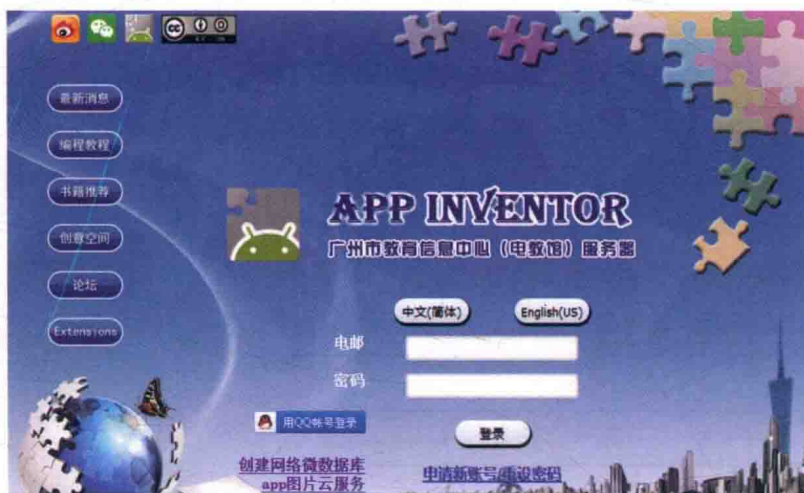 最新消息
编程教程
书籍推荐
创意空间
论坛
Extensions
APP INVENTOR
广州市教育信息中心（电教馆）服务器
中文(简体) English(US)
电邮
密码
用QQ帐号登录
登录
创建网络微数据库
app图片云服务
申请新账号/重设密码